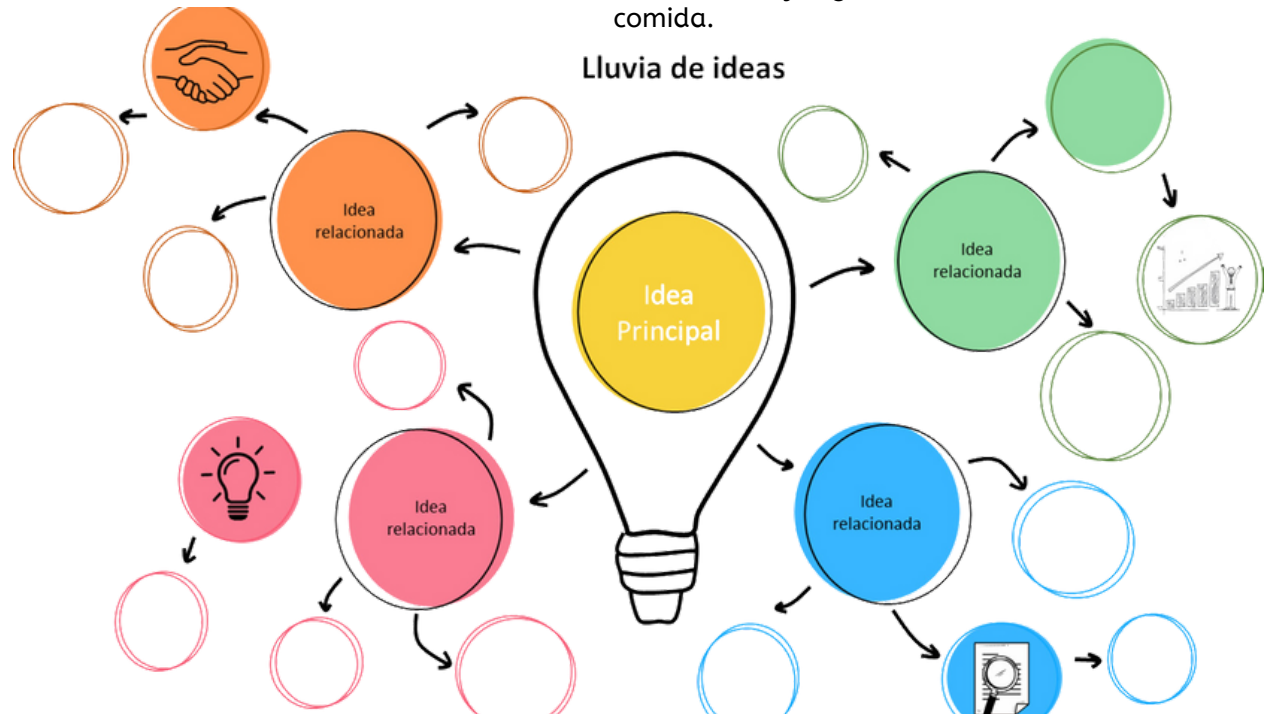 comida.
Lluvia de ideas
Idea
relacionada
Idea
relacionada
Idea
Principal
Idea
relacionada
Idea
relacionada